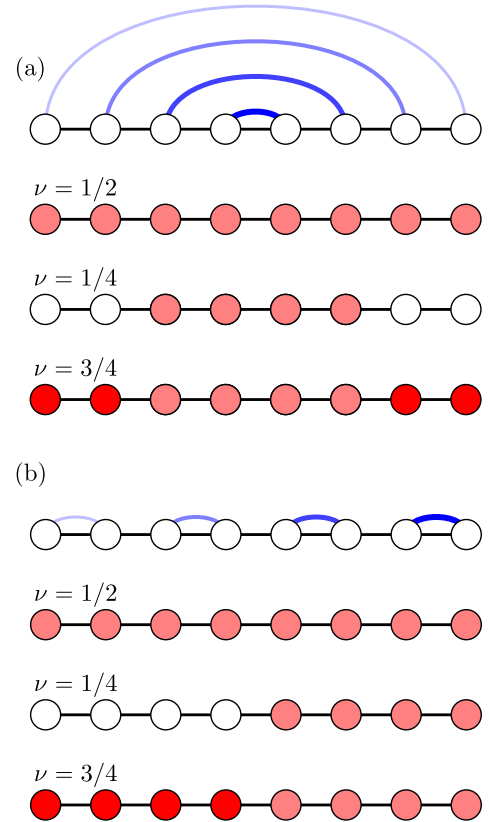 (a)
ν = 1/2
ν = 1/4
ν = 3/4
(b)
ν = 1/2
ν = 1/4
ν = 3/4